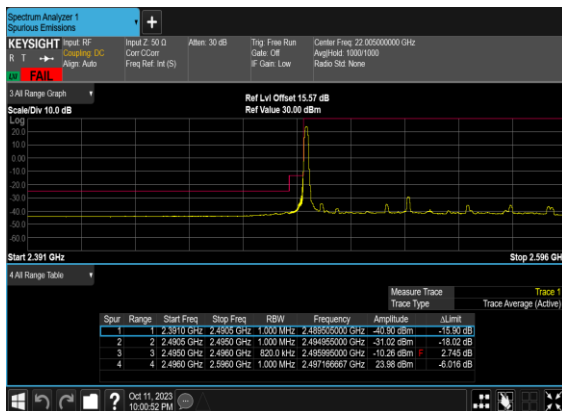 Spectrum Analyzer 1
Spurious Emissions
+
KEYSIGHT Input: RF Input Z: 50 Ω Atten: 30 dB Trig: Free Run Center Freq: 22.005000000 GHz
R T Coupling: DC Corr CCorr Gate: Off Avg|Hold: 1000/1000
Align: Auto Freq Ref: Int (S) IF Gain: Low Radio Std: None
FAIL
3 All Range Graph
Ref Lvl Offset 15.57 dB
Scale/Div 10.0 dB Ref Value 30.00 dBm
Log
20.0
10.0
0.00
-10.0
-20.0
-30.0
-40.0
-50.0
-60.0
Start 2.391 GHz Stop 2.596 GHz
4 All Range Table
Measure Trace Trace 1
Trace Type Trace Average (Active)
Spur Range Start Freq Stop Freq RBW Frequency Amplitude ΔLimit
1 1 2.3910 GHz 2.4905 GHz 1.000 MHz 2.489505000 GHz -40.90 dBm -15.90 dB
2 2 2.4905 GHz 2.4950 GHz 1.000 MHz 2.494955000 GHz -31.02 dBm -18.02 dB
3 3 2.4950 GHz 2.4960 GHz 820.0 kHz 2.495995000 GHz -10.26 dBm F 2.745 dB
4 4 2.4960 GHz 2.5960 GHz 1.000 MHz 2.497166667 GHz 23.98 dBm -6.016 dB
? Oct 11, 2023
10:00:52 PM